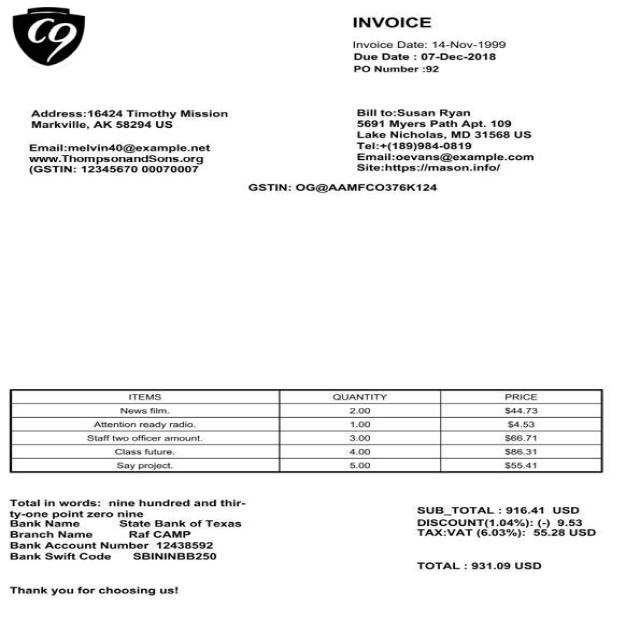 C9
INVOICE
Invoice Date: 14-Nov-1999
Due Date : 07-Dec-2018
PO Number :92
Address:16424 Timothy Mission
Markville, AK 58294 US
Email:melvin40@example.net
www.ThompsonandSons.org
(GSTIN: 12345670 00070007
Bill to:Susan Ryan
5691 Myers Path Apt. 109
Lake Nicholas, MD 31568 US
Tel:+(189)984-0819
Email:oevans@example.com
Site:https://mason.info/
GSTIN: OG@AAMFCO376K124
ITEMS QUANTITY PRICE
News film. 2.00 $44.73
Attention ready radio. 1.00 $4.53
Staff two officer amount. 3.00 $66.71
Class future. 4.00 $86.31
Say project. 5.00 $55.41
Total in words: nine hundred and thir-
ty-one point zero nine
Bank Name State Bank of Texas
Branch Name Raf CAMP
Bank Account Number 12438592
Bank Swift Code SBININBB250
SUB_TOTAL : 916.41 USD
DISCOUNT(1.04%): (-) 9.53
TAX:VAT (6.03%): 55.28 USD
TOTAL : 931.09 USD
Thank you for choosing us!